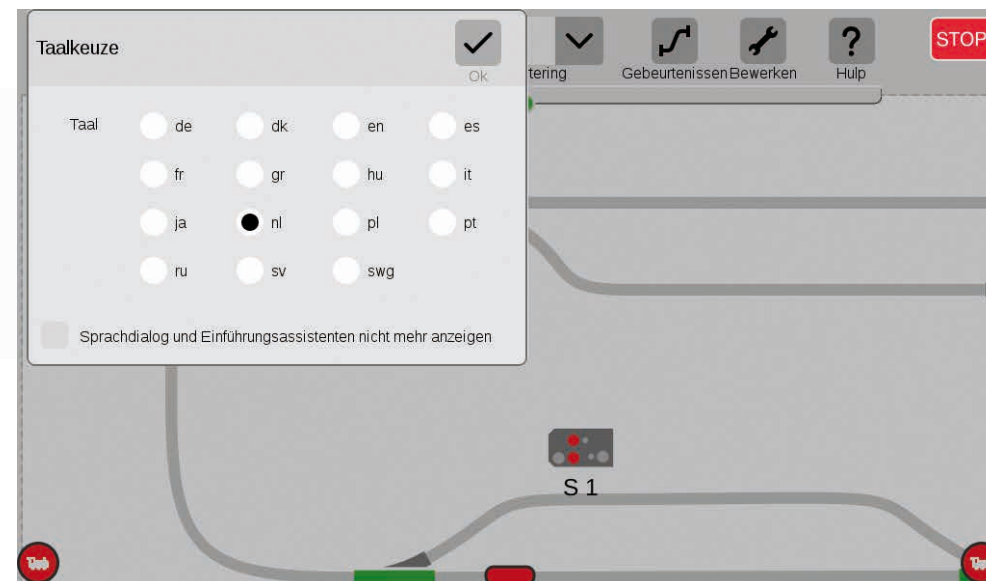 Taalkeuze
Ok
tering
Gebeurtenissen
Bewerken
?
Hulp
STOP
Taal
de
dk
en
es
fr
gr
hu
it
ja
nl
pl
pt
ru
sv
swg
Sprachdialog und Einführungsassistenten nicht mehr anzeigen
S 1